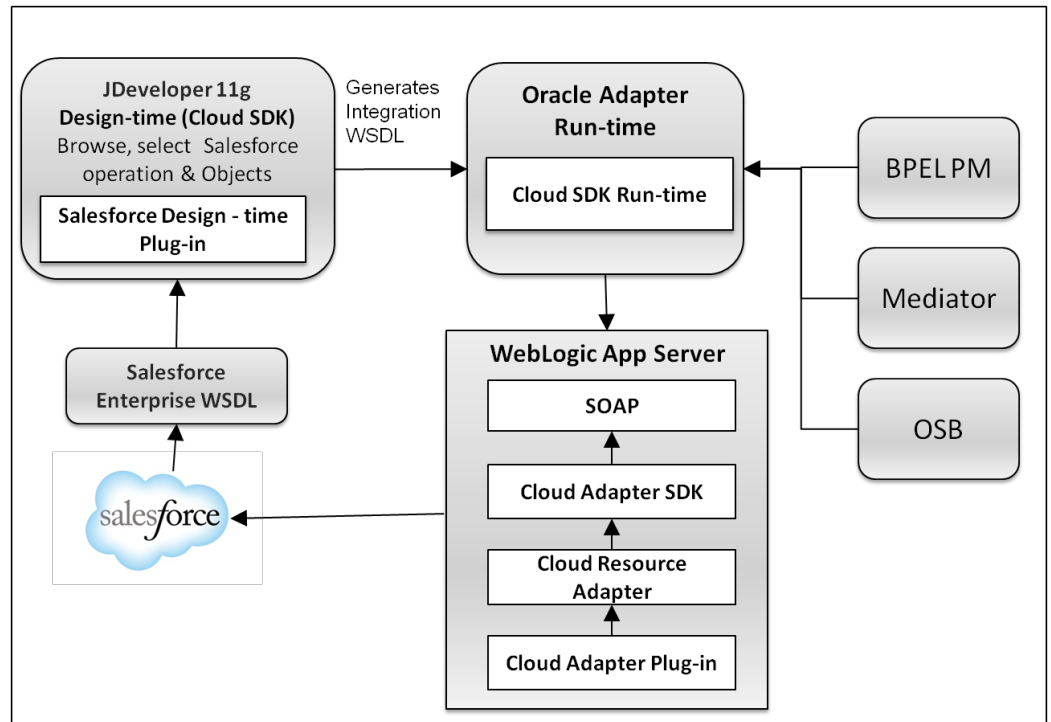 JDeveloper 11g
Design-time (Cloud SDK)
Browse, select Salesforce
operation & Objects
Salesforce Design - time
Plug-in
Generates
Integration
WSDL
Oracle Adapter
Run-time
Cloud SDK Run-time
BPEL PM
Mediator
OSB
Salesforce
Enterprise WSDL
salesforce
WebLogic App Server
SOAP
Cloud Adapter SDK
Cloud Resource
Adapter
Cloud Adapter Plug-in